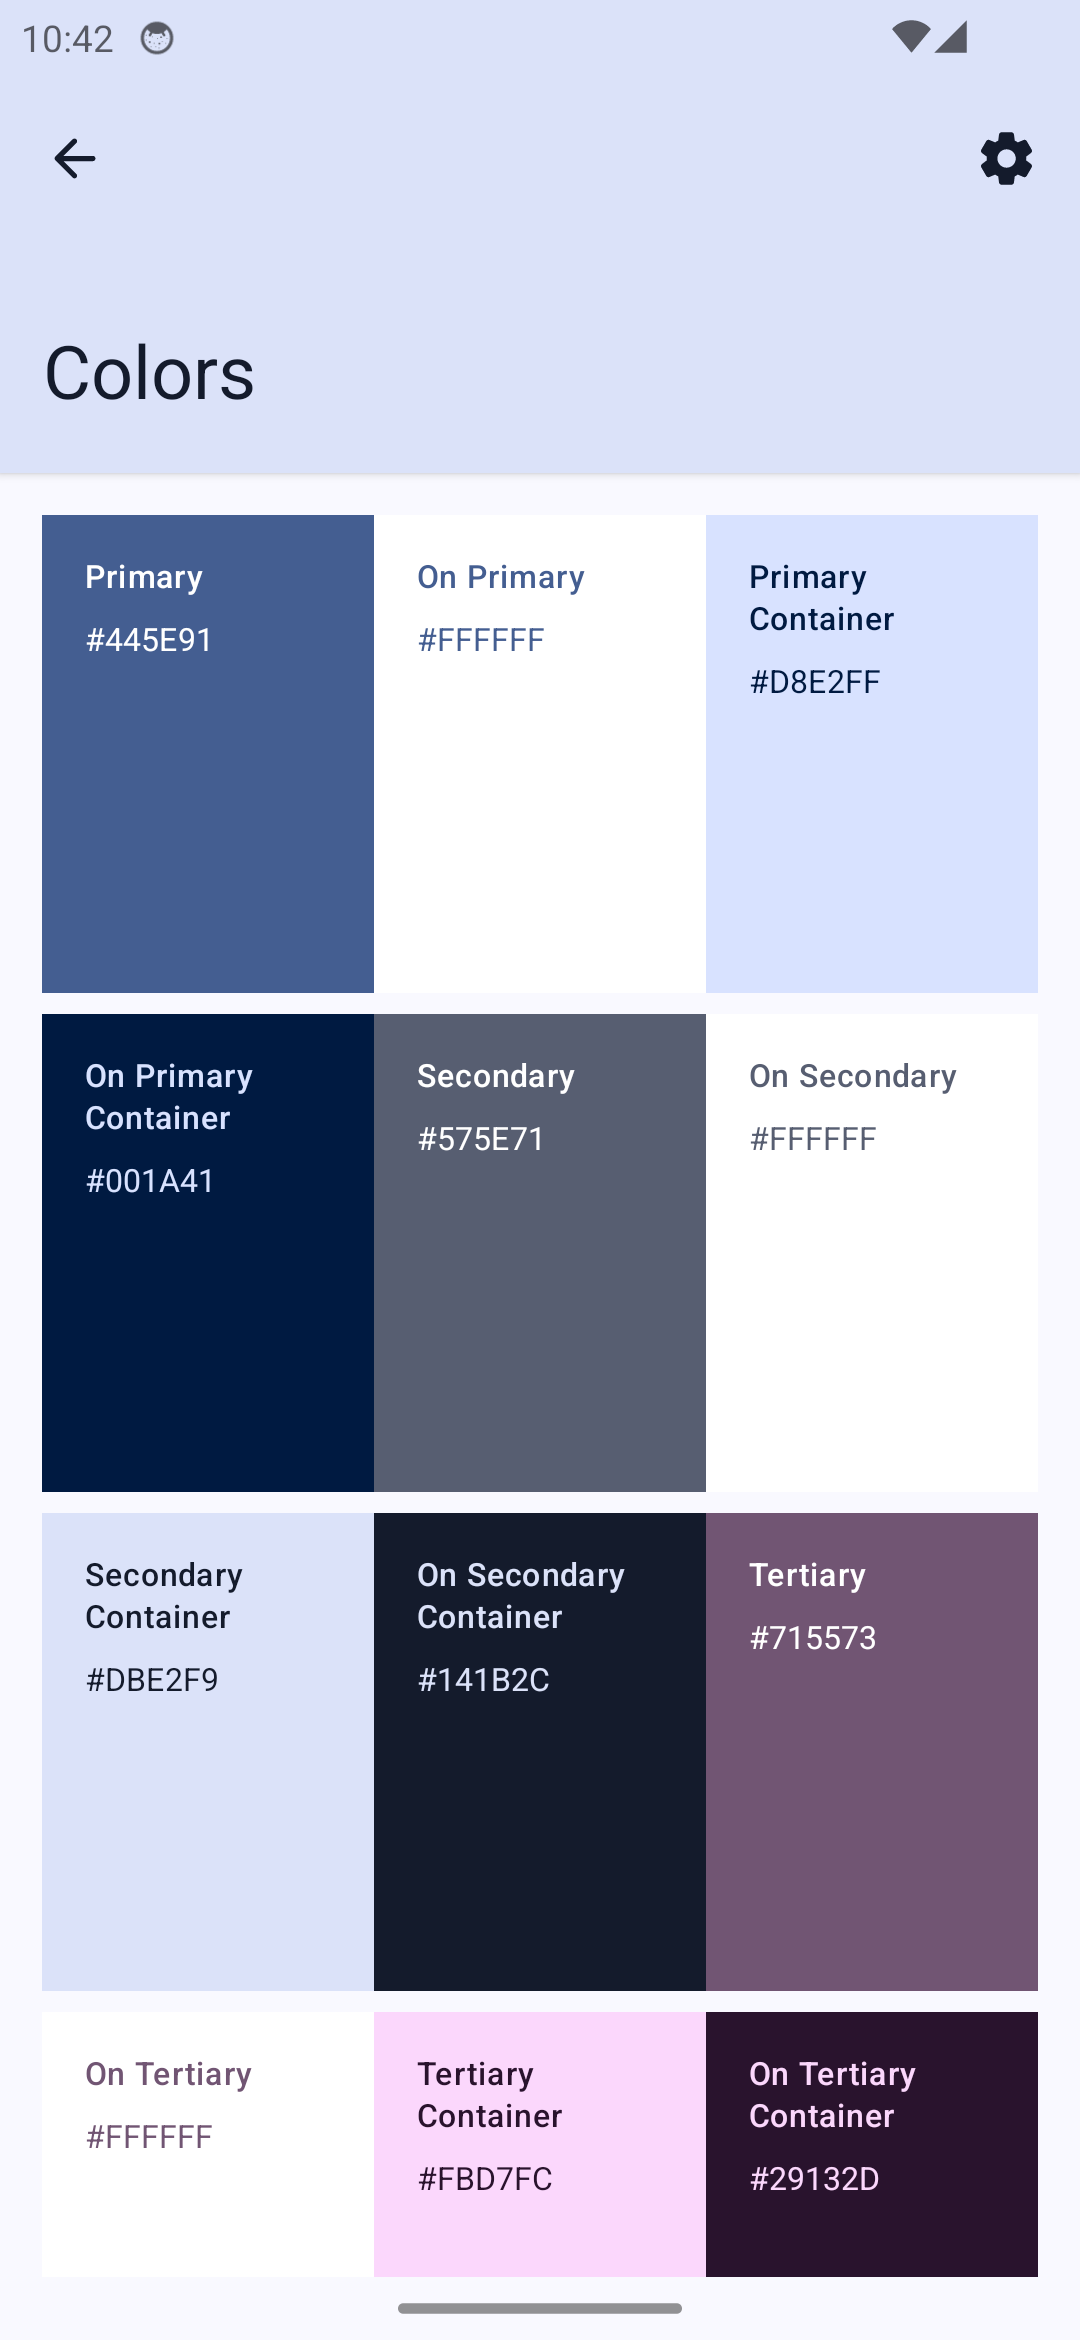 10:42
Colors
Primary
#445E91
On Primary
#FFFFFF
Primary
Container
#D8E2FF
On Primary
Container
#001A41
Secondary
#575E71
On Secondary
#FFFFFF
Secondary
Container
#DBE2F9
On Secondary
Container
#141B2C
Tertiary
#715573
On Tertiary
#FFFFFF
Tertiary
Container
#FBD7FC
On Tertiary
Container
#29132D